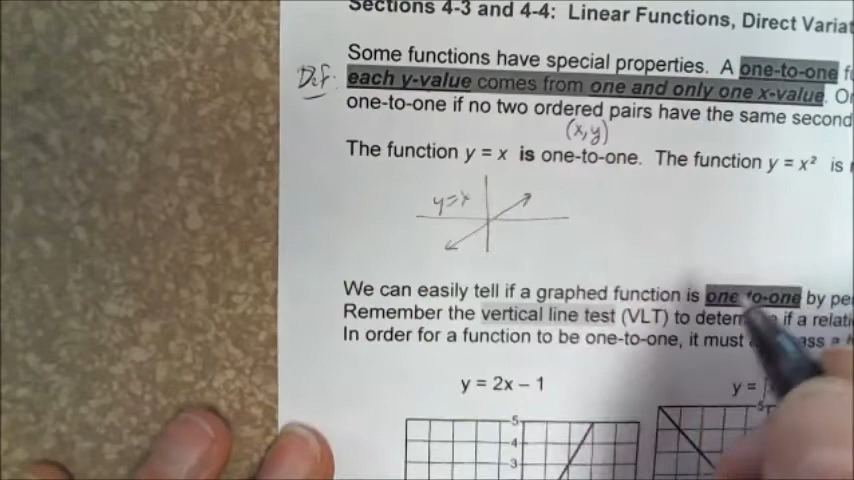 Sections 4-3 and 4-4: Linear Functions, Direct Variat
Some functions have special properties. A one-to-one f
Def. each y-value comes from one and only one x-value. Or
one-to-one if no two ordered pairs have the same second
(x,y)
The function y = x is one-to-one. The function y = x² is
y=x
We can easily tell if a graphed function is one-to-one by pe
Remember the vertical line test (VLT) to determine if a relati
In order for a function to be one-to-one, it must
y = 2x – 1
y =
5
5
4
3